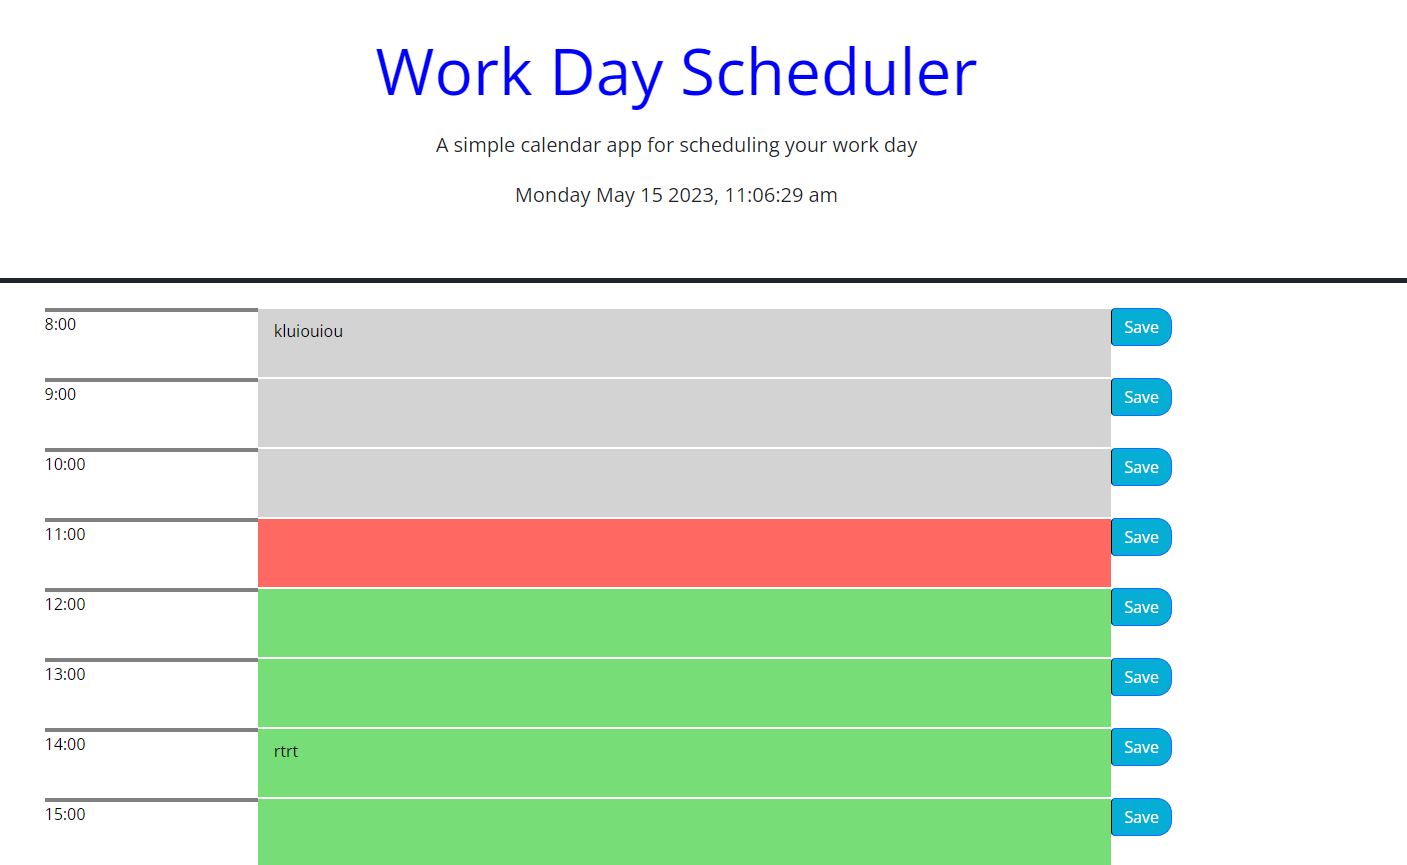 Work Day Scheduler
A simple calendar app for scheduling your work day
Monday May 15 2023, 11:06:29 am
8:00 kluiouiou Save
9:00 Save
10:00 Save
11:00 Save
12:00 Save
13:00 Save
14:00 rtrt Save
15:00 Save